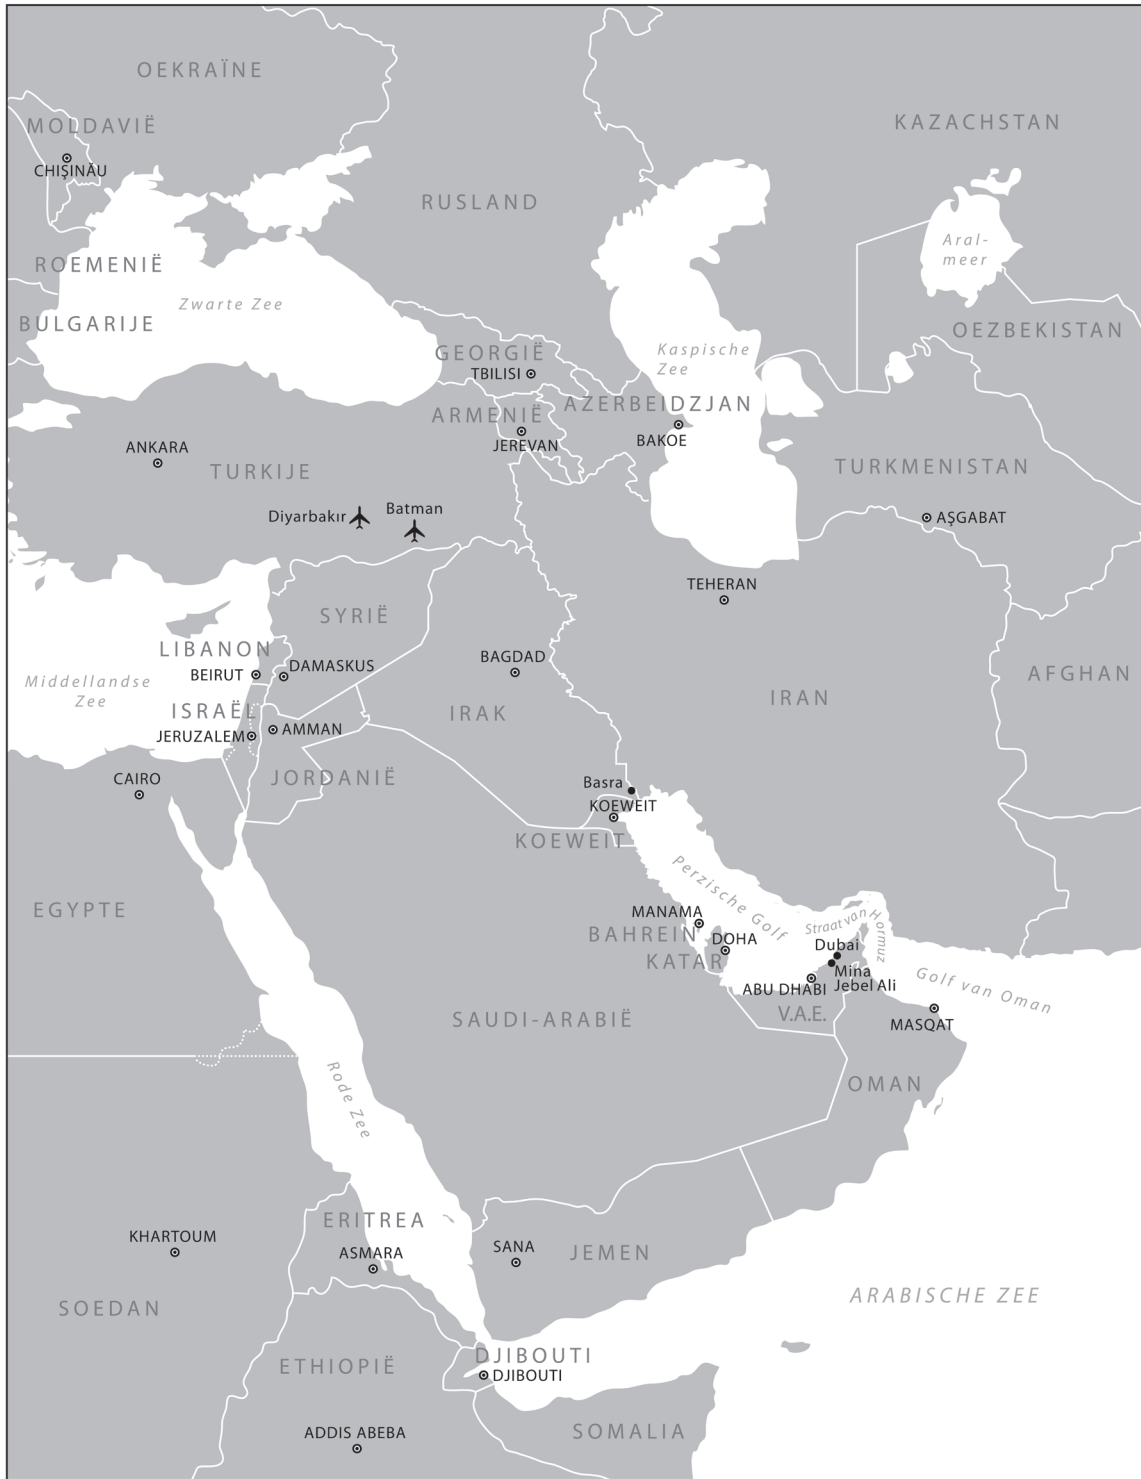 OEKRAÏNE
MOLDAVIË
CHIŞINĂU
KAZACHSTAN
RUSLAND
ROEMENIË
Aral-
meer
BULGARIJE
Zwarte Zee
OEZBEKISTAN
GEORGIË
TBILISI
Kaspische
Zee
ARMENIË
JEREVAN
AZERBEIDZJAN
BAKOE
ANKARA
TURKIJE
TURKMENISTAN
Diyarbakır
Batman
AŞGABAT
TEHERAN
SYRIË
LIBANON
BEIRUT
DAMASKUS
BAGDAD
Middellandse
Zee
ISRAËL
JERUZALEM
AMMAN
IRAK
IRAN
AFGHAN
CAIRO
JORDANIË
Basra
KOEWEIT
KOEWEIT
EGYPTE
Perzische Golf
MANAMA
BAHREIN
DOHA
KATAR
Straat van
Hormuz
Dubai
Mina
Jebel Ali
ABU DHABI
V.A.E.
Golf van Oman
MASQAT
SAUDI-ARABIË
OMAN
Rode Zee
ERITREA
ASMARA
KHARTOUM
SANA
JEMEN
SOEDAN
ARABISCHE ZEE
ETHIOPIË
DJIBOUTI
DJIBOUTI
ADDIS ABEBA
SOMALIA